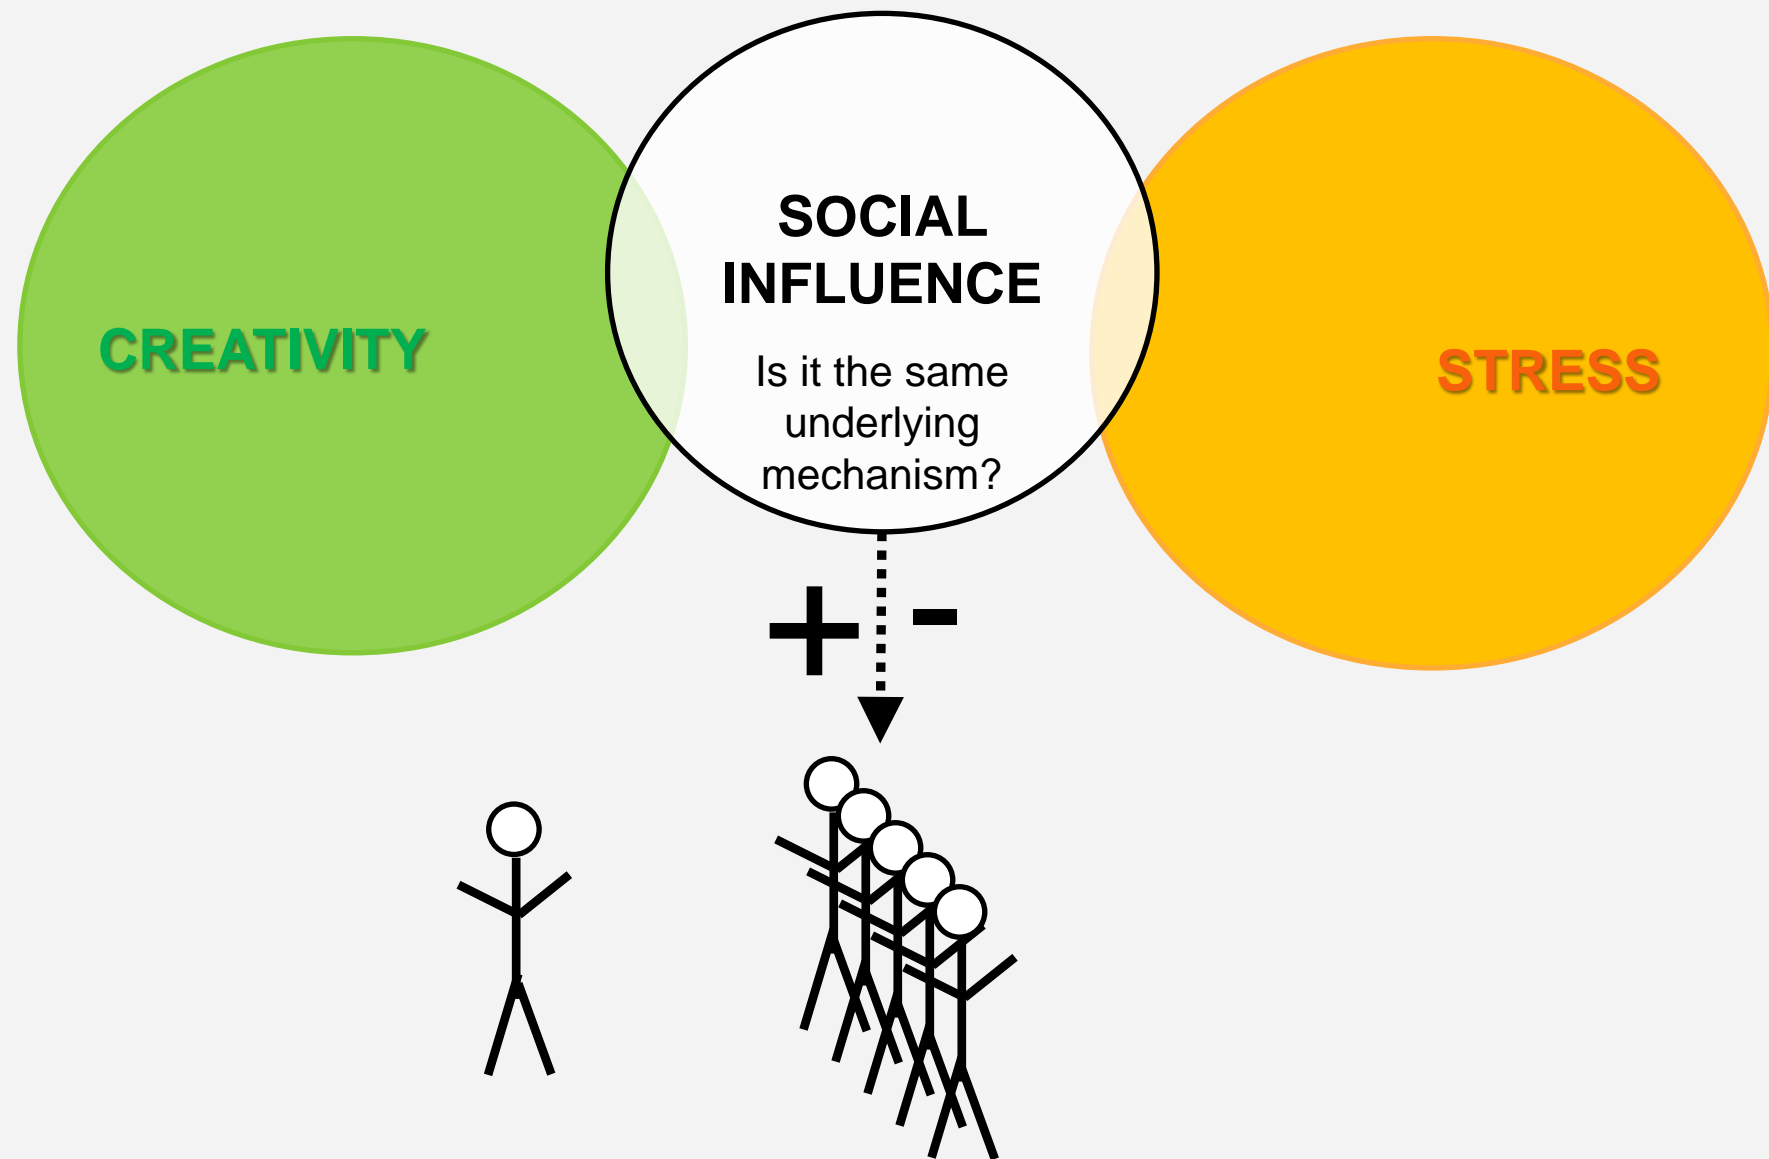 CREATIVITY
SOCIAL
INFLUENCE
Is it the same
underlying
mechanism?
STRESS
+ -